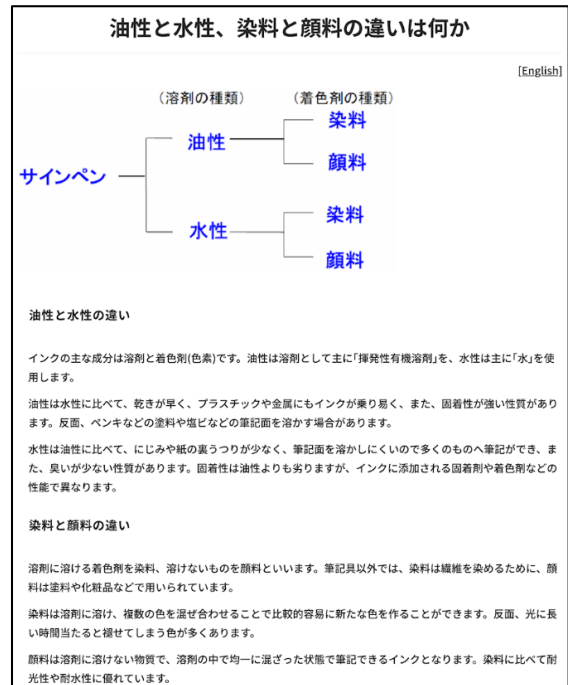 油性と水性、染料と顔料の違いは何か
[English]
（溶剤の種類） （着色剤の種類）
染料
油性
顔料
サインペン
染料
水性
顔料
油性と水性の違い
インクの主な成分は溶剤と着色剤(色素)です。油性は溶剤として主に｢揮発性有機溶剤｣を、水性は主に｢水｣を使
用します。
油性は水性に比べて、乾きが早く、プラスチックや金属にもインクが乗り易く、また、固着性が強い性質があり
ます。反面、ペンキなどの塗料や塩ビなどの筆記面を溶かす場合があります。
水性は油性に比べて、にじみや紙の裏うつりが少なく、筆記面を溶かしにくいので多くのものへ筆記ができ、ま
た、臭いが少ない性質があります。固着性は油性よりも劣りますが、インクに添加される固着剤や着色剤などの
性能で異なります。
染料と顔料の違い
溶剤に溶ける着色剤を染料、溶けないものを顔料といいます。筆記具以外では、染料は繊維を染めるために、顔
料は塗料や化粧品などで用いられています。
染料は溶剤に溶け、複数の色を混ぜ合わせることで比較的容易に新たな色を作ることができます。反面、光に長
い時間当たると褪せてしまう色が多くあります。
顔料は溶剤に溶けない物質で、溶剤の中で均一に混ざった状態で筆記できるインクとなります。染料に比べて耐
光性や耐水性に優れています。